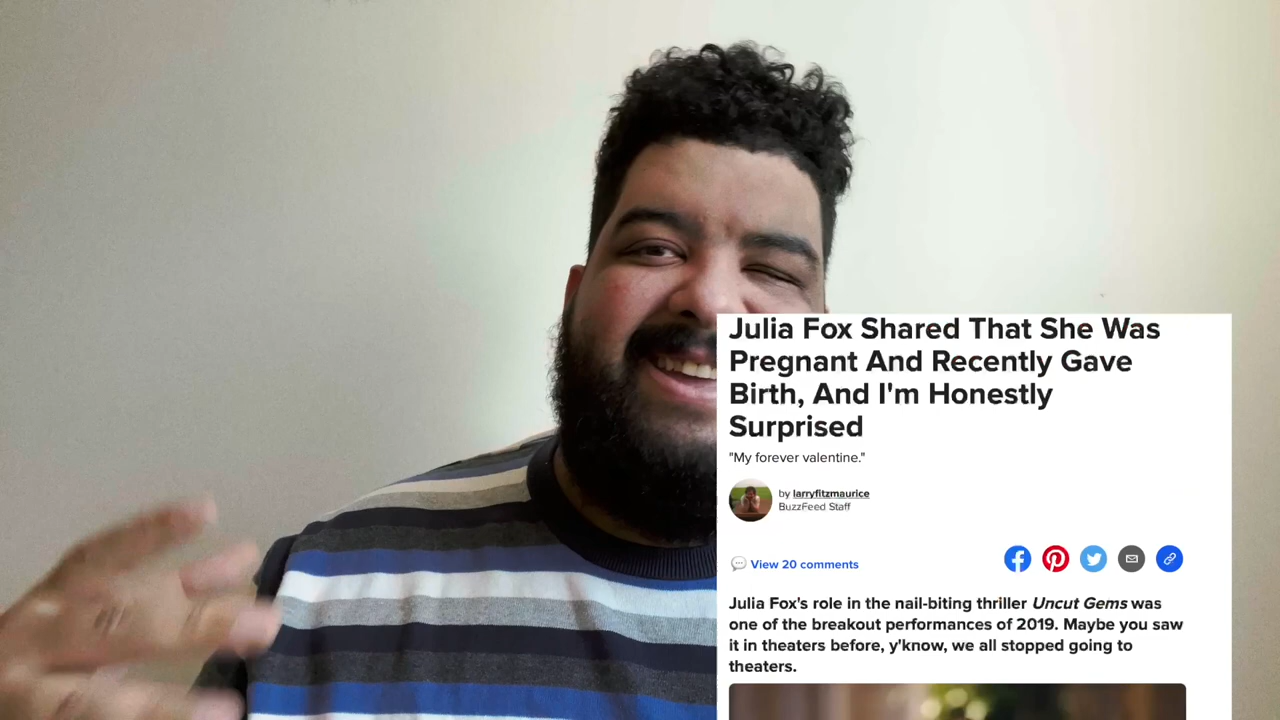 Julia Fox Shared That She Was
Pregnant And Recently Gave
Birth, And I'm Honestly
Surprised
"My forever valentine."
by larryfitzmaurice
BuzzFeed Staff
View 20 comments
Julia Fox's role in the nail-biting thriller Uncut Gems was
one of the breakout performances of 2019. Maybe you saw
it in theaters before, y'know, we all stopped going to
theaters.